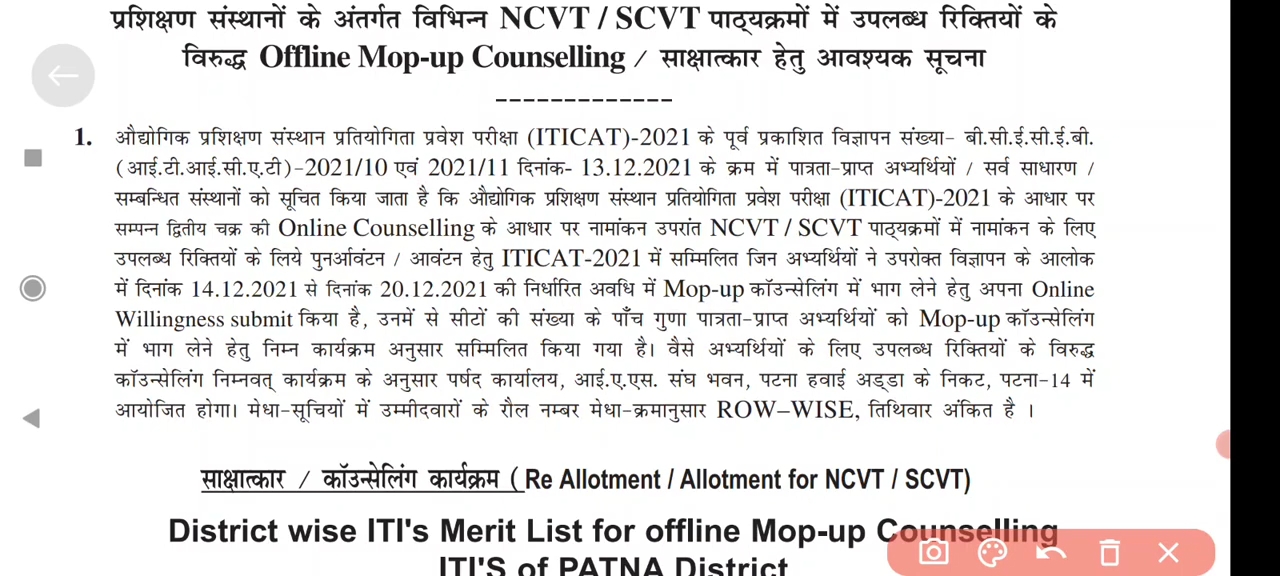 प्रशिक्षण संस्थानों के अंतर्गत विभिन्न NCVT / SCVT पाठ्यक्रमों में उपलब्ध रिक्तियों के
विरुद्ध Offline Mop-up Counselling / साक्षात्कार हेतु आवश्यक सूचना
-------------
1. औद्योगिक प्रशिक्षण संस्थान प्रतियोगिता प्रवेश परीक्षा (ITICAT)-2021 के पूर्व प्रकाशित विज्ञापन संख्या- बी.सी.ई.सी.ई.बी.
(आई.टी.आई.सी.ए.टी)-2021/10 एवं 2021/11 दिनांक- 13.12.2021 के क्रम में पात्रता-प्राप्त अभ्यर्थियों / सर्व साधारण /
सम्बन्धित संस्थानों को सूचित किया जाता है कि औद्योगिक प्रशिक्षण संस्थान प्रतियोगिता प्रवेश परीक्षा (ITICAT)-2021 के आधार पर
सम्पन्न द्वितीय चक्र की Online Counselling के आधार पर नामांकन उपरांत NCVT / SCVT पाठ्यक्रमों में नामांकन के लिए
उपलब्ध रिक्तियों के लिये पुनर्आवंटन / आवंटन हेतु ITICAT-2021 में सम्मिलित जिन अभ्यर्थियों ने उपरोक्त विज्ञापन के आलोक
में दिनांक 14.12.2021 से दिनांक 20.12.2021 की निर्धारित अवधि में Mop-up कॉउन्सेलिंग में भाग लेने हेतु अपना Online
Willingness submit किया है, उनमें से सीटों की संख्या के पाँच गुणा पात्रता-प्राप्त अभ्यर्थियों को Mop-up कॉउन्सेलिंग
में भाग लेने हेतु निम्न कार्यक्रम अनुसार सम्मिलित किया गया है। वैसे अभ्यर्थियों के लिए उपलब्ध रिक्तियों के विरुद्ध
कॉउन्सेलिंग निम्नवत् कार्यक्रम के अनुसार पर्षद कार्यालय, आई.ए.एस. संघ भवन, पटना हवाई अड्डा के निकट, पटना-14 में
आयोजित होगा। मेधा-सूचियों में उम्मीदवारों के रौल नम्बर मेधा-क्रमानुसार ROW–WISE, तिथिवार अंकित है ।
साक्षात्कार / कॉउन्सेलिंग कार्यक्रम ( Re Allotment / Allotment for NCVT / SCVT)
District wise ITI's Merit List for offline Mop-up Counselling
ITI'S of PATNA District